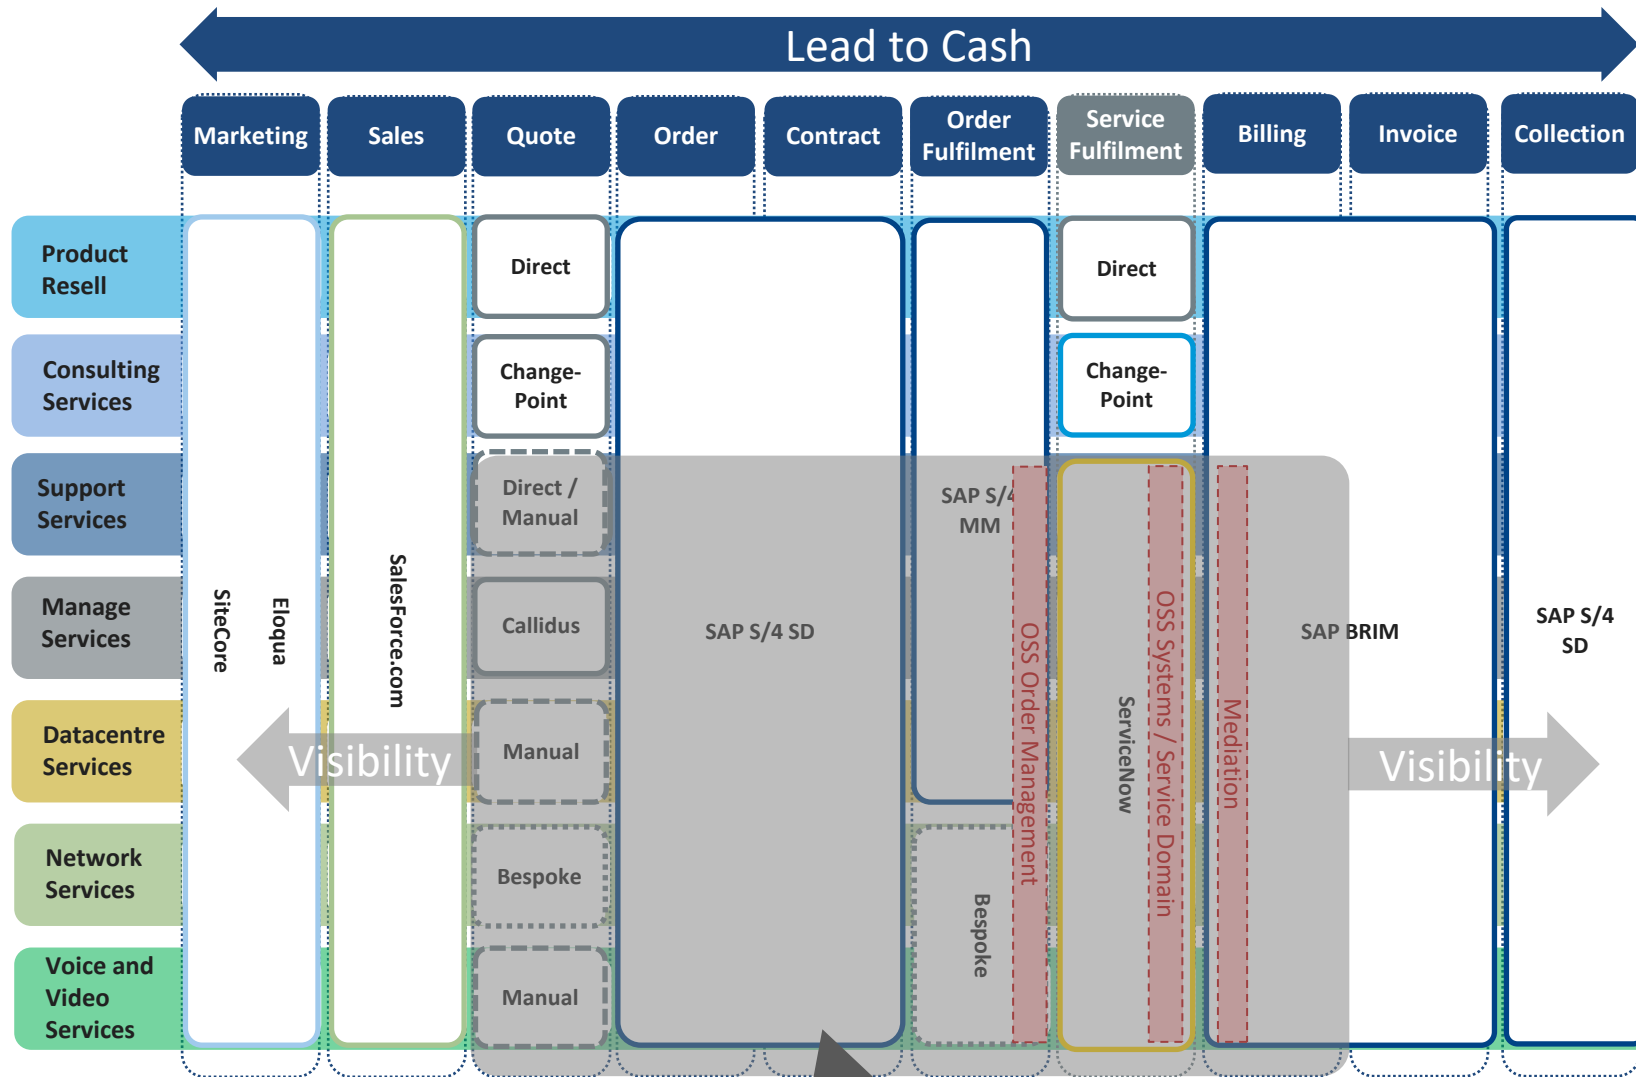 Lead to Cash
Marketing
Sales
Quote
Order
Contract
Order
Fulfilment
Service
Fulfilment
Billing
Invoice
Collection
Product
Resell
Direct
Direct
Consulting
Services
Change-
Point
Change-
Point
Support
Services
Direct /
Manual
SAP S/4
MM
Manage
Services
SiteCore
Eloqua
SalesForce.com
Callidus
SAP S/4 SD
OSS Order Management
ServiceNow
OSS Systems / Service Domain
Mediation
SAP BRIM
SAP S/4
SD
Datacentre
Services
Visibility
Manual
Visibility
Network
Services
Bespoke
Bespoke
Voice and
Video
Services
Manual